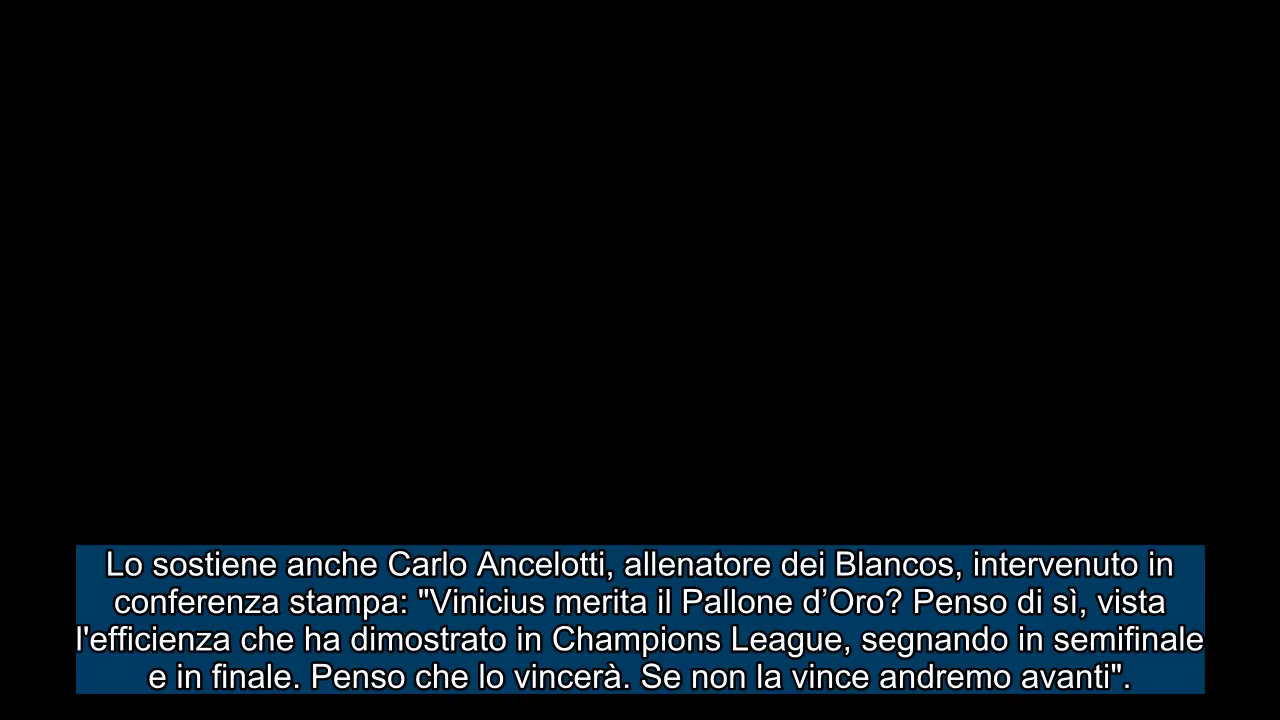 Lo sostiene anche Carlo Ancelotti, allenatore dei Blancos, intervenuto in
conferenza stampa: "Vinicius merita il Pallone d’Oro? Penso di sì, vista
l'efficienza che ha dimostrato in Champions League, segnando in semifinale
e in finale. Penso che lo vincerà. Se non la vince andremo avanti".